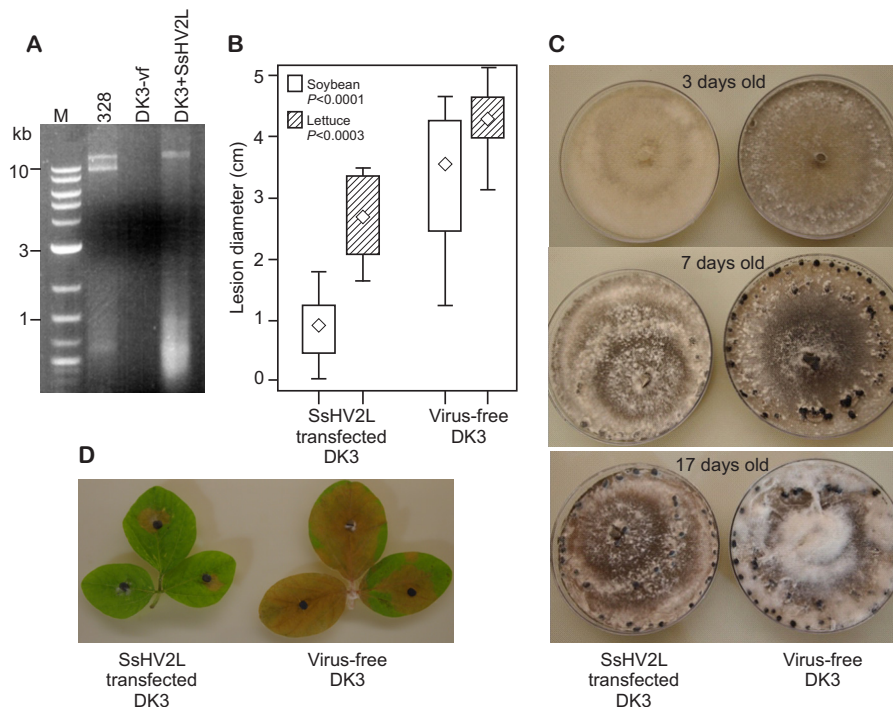 A
M
328
DK3-vf
DK3+SsHV2L
kb
10
3
1
B
Lesion diameter (cm)
5
4
3
2
1
0
Soybean
P<0.0001
Lettuce
P<0.0003
SsHV2L
transfected
DK3
Virus-free
DK3
C
3 days old
7 days old
17 days old
SsHV2L
transfected
DK3
Virus-free
DK3
D
SsHV2L
transfected
DK3
Virus-free
DK3